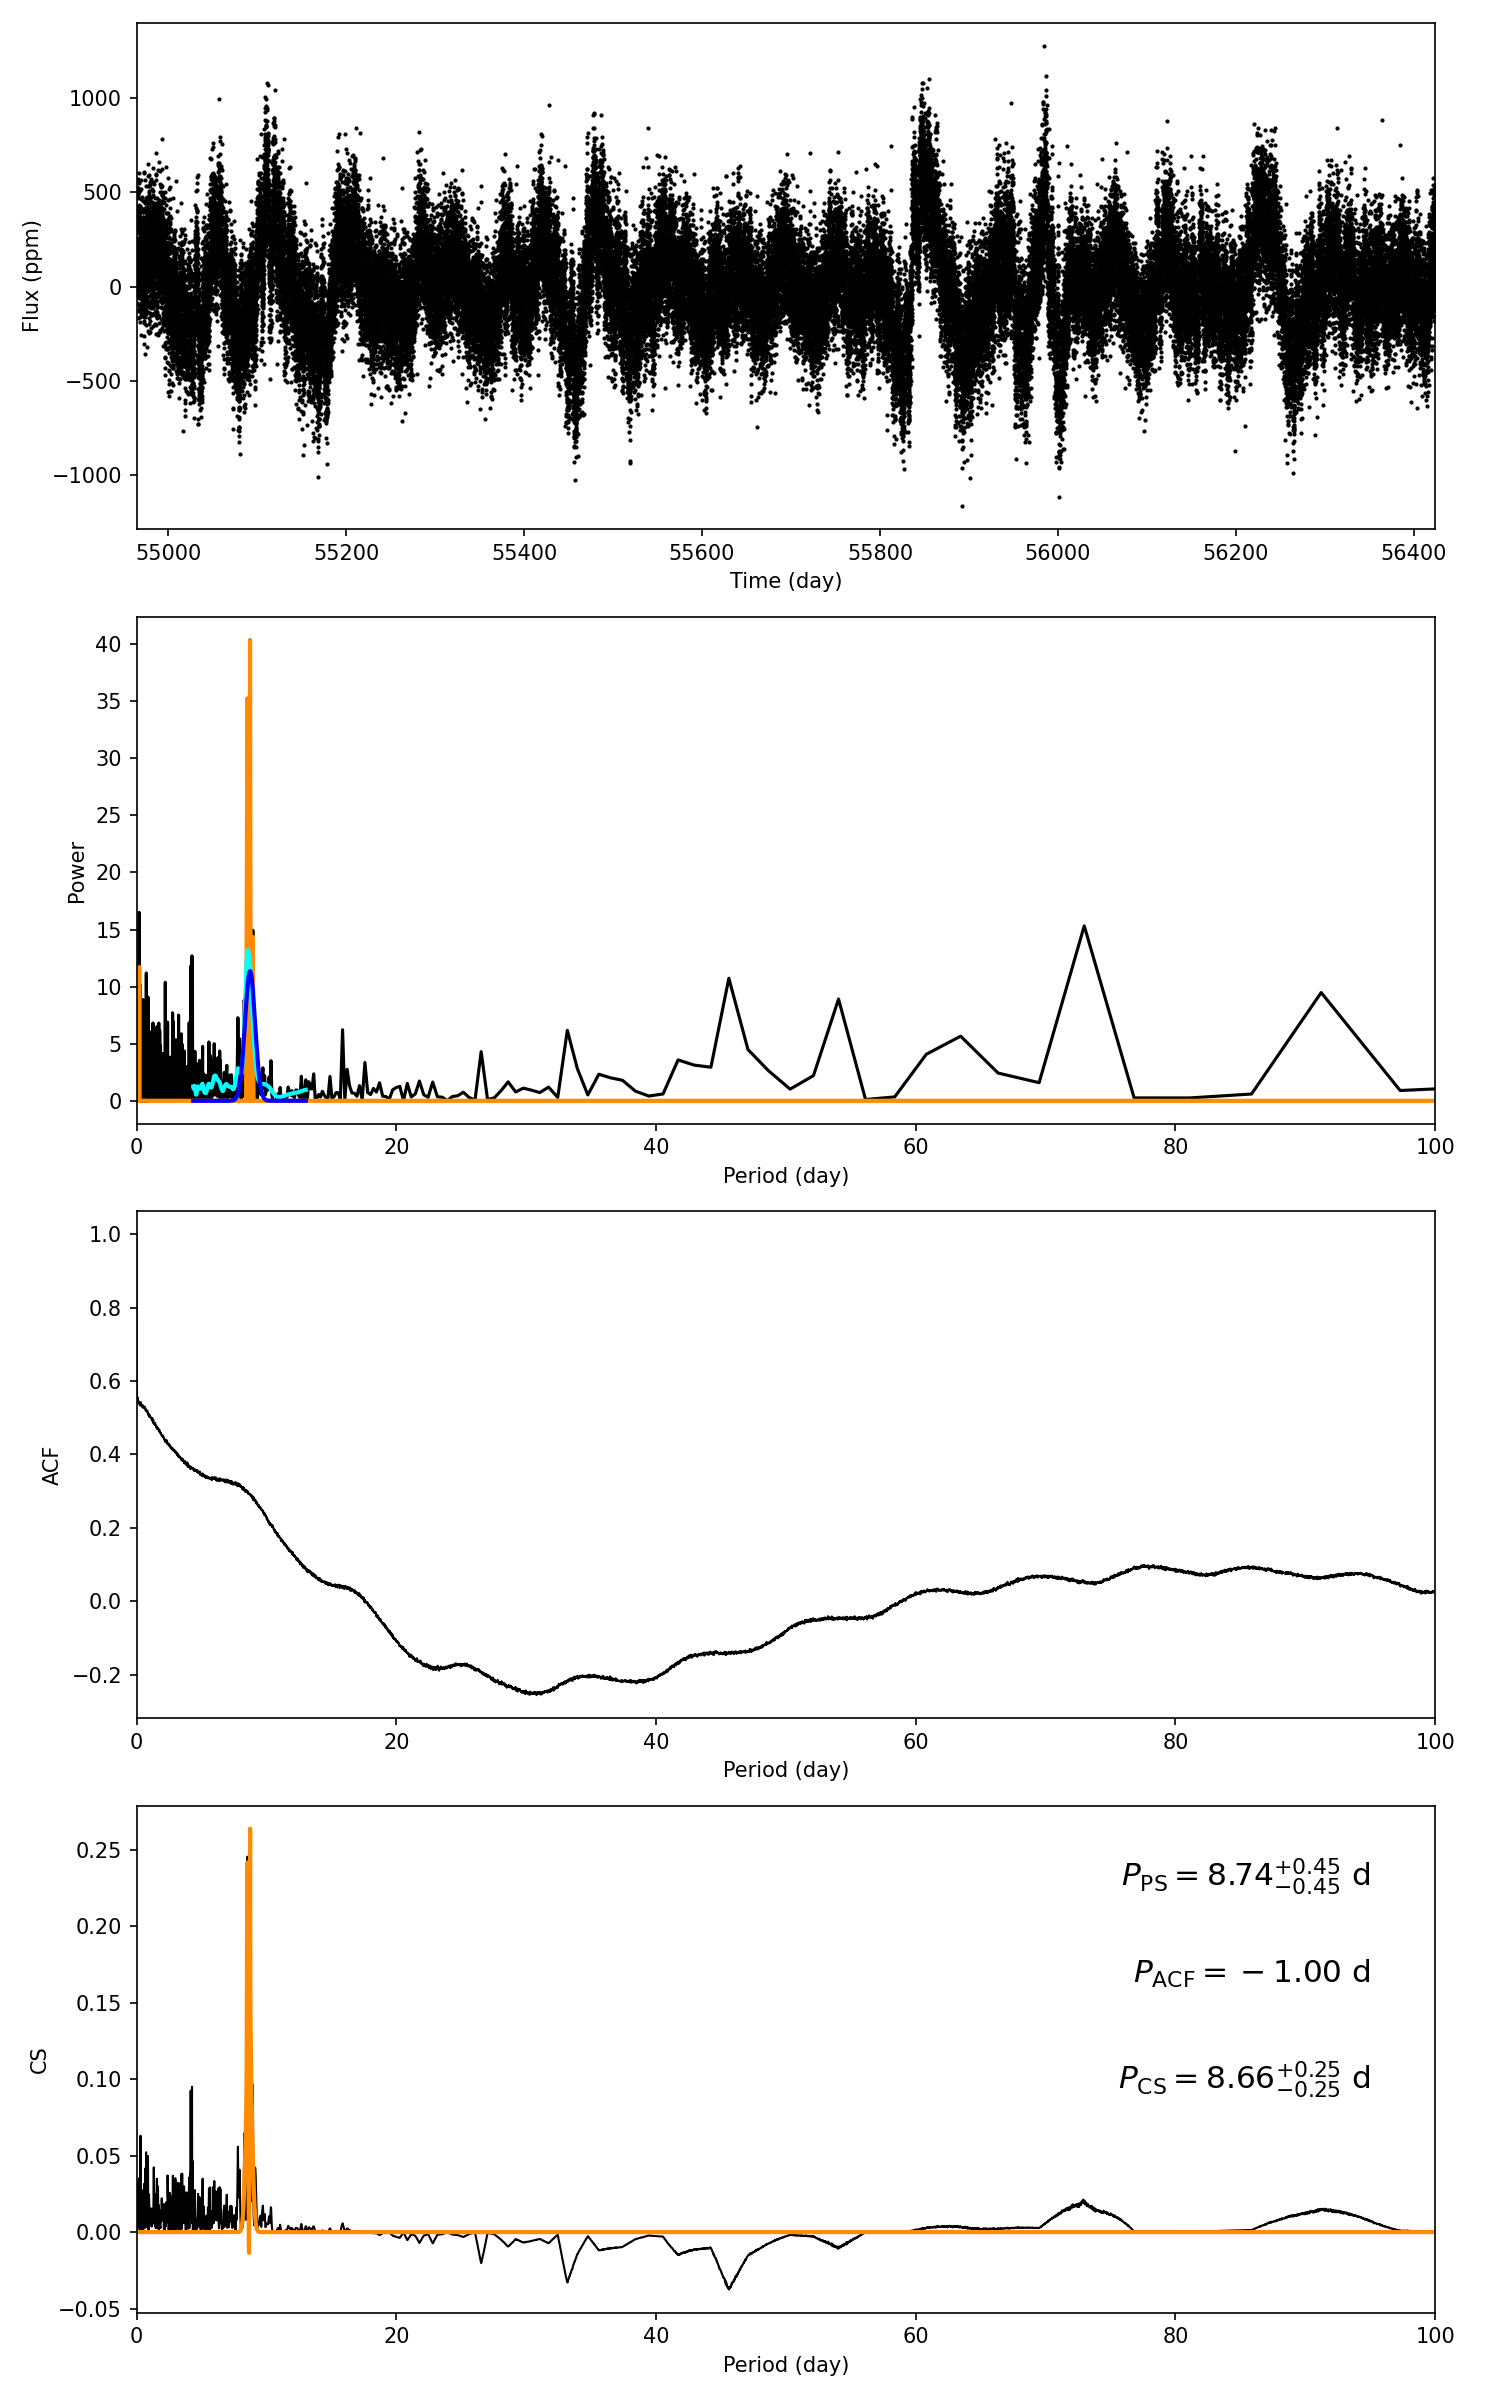 1000
500
0
−500
−1000
Flux (ppm)
55000 55200 55400 55600 55800 56000 56200 56400
Time (day)
40
35
30
25
20
15
10
5
0
Power
0 20 40 60 80 100
Period (day)
1.0
0.8
0.6
0.4
0.2
0.0
−0.2
ACF
0 20 40 60 80 100
Period (day)
0.25
0.20
0.15
0.10
0.05
0.00
−0.05
CS
P_PS = 8.74 +0.45 −0.45 d
P_ACF = −1.00 d
P_CS = 8.66 +0.25 −0.25 d
0 20 40 60 80 100
Period (day)